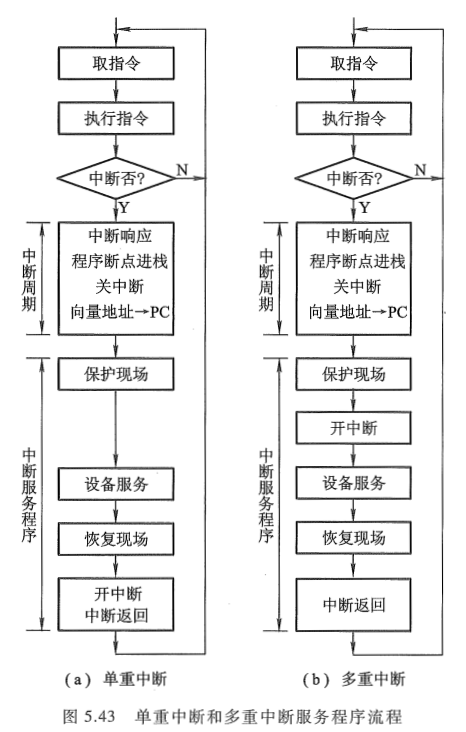 取指令
执行指令
中断否?
N
Y
中断周期
中断响应
程序断点进栈
关中断
向量地址→PC
中断服务程序
保护现场
设备服务
恢复现场
开中断
中断返回
(a) 单重中断
取指令
执行指令
中断否?
N
Y
中断周期
中断响应
程序断点进栈
关中断
向量地址→PC
中断服务程序
保护现场
开中断
设备服务
恢复现场
中断返回
(b) 多重中断
图 5.43 单重中断和多重中断服务程序流程